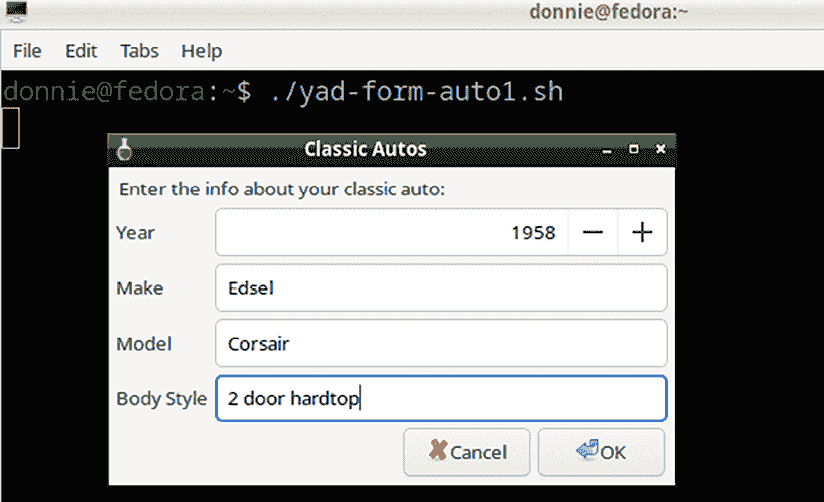 donnie@fedora:~
File Edit Tabs Help
donnie@fedora:~$ ./yad-form-auto1.sh
Classic Autos
Enter the info about your classic auto:
Year 1958
Make Edsel
Model Corsair
Body Style 2 door hardtop
Cancel OK